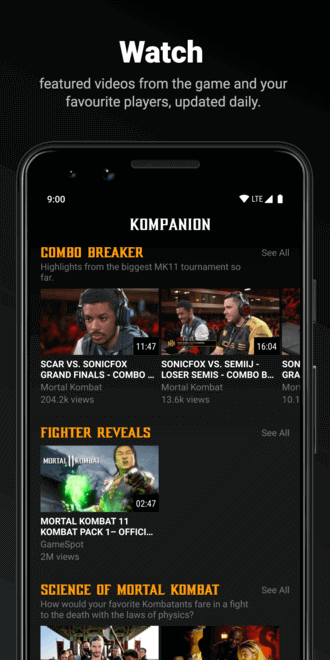 Watch
featured videos from the game and your
favourite players, updated daily.
9:00
LTE
KOMPANION
COMBO BREAKER
See All
Highlights from the biggest MK11 tournament so
far.
11:47
16:04
SCAR VS. SONICFOX
GRAND FINALS - COMBO ...
Mortal Kombat
204.2k views
SONICFOX VS. SEMIIJ -
LOSER SEMIS - COMBO B...
Mortal Kombat
13.6k views
SON
GRA
Mor
10.1
FIGHTER REVEALS
See All
MORTAL KOMBAT
02:47
MORTAL KOMBAT 11
KOMBAT PACK 1– OFFICI...
GameSpot
2M views
SCIENCE OF MORTAL KOMBAT
See All
How would your favorite Kombatants fare in a fight
to the death with the laws of physics?